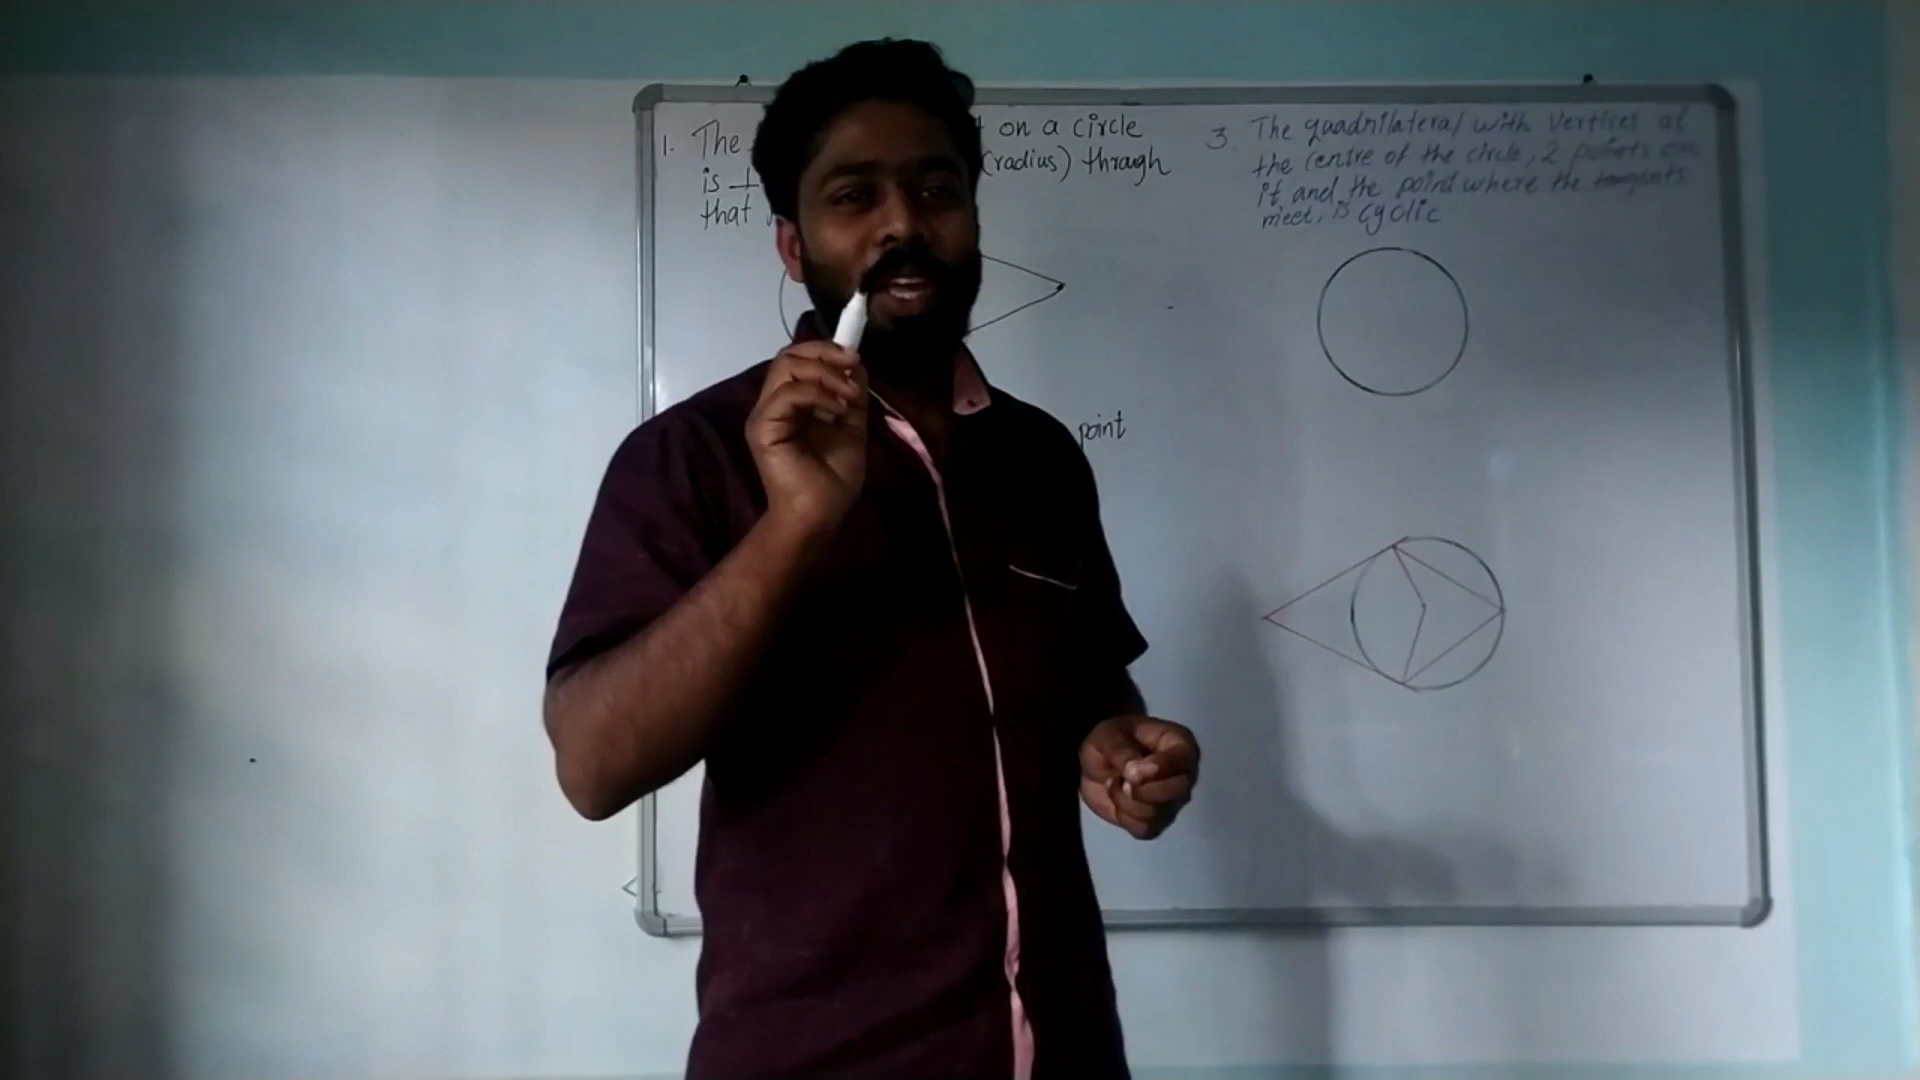 1. The on a circle
is ⊥ (radius) through
that
point
3. The quadrilateral with Vertices at
the centre of the circle, 2 points on
it and the point where the tangents
meet, is cyclic